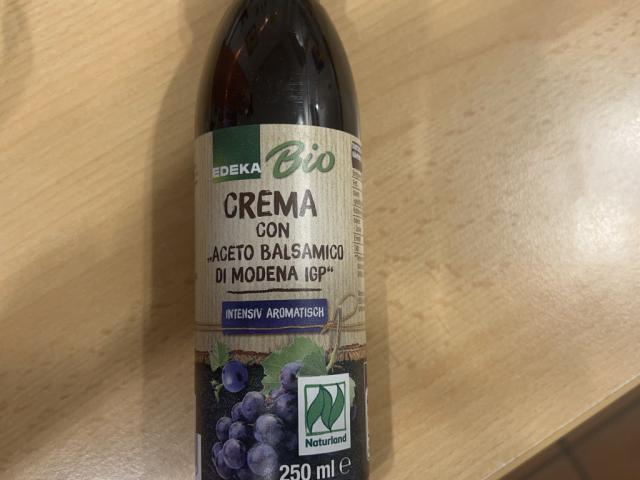 EDEKA Bio
CREMA
CON
„ACETO BALSAMICO
DI MODENA IGP“
INTENSIV AROMATISCH
Naturland
250 ml e